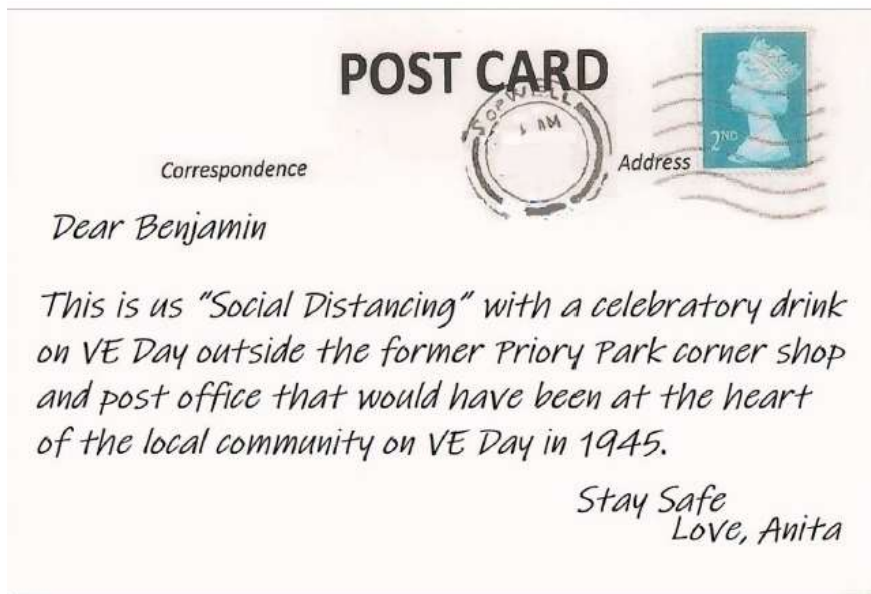 POST CARD
SOPWELL
1 AM
2ND
Correspondence
Address
Dear Benjamin
This is us "Social Distancing" with a celebratory drink
on VE Day outside the former Priory Park corner shop
and post office that would have been at the heart
of the local community on VE Day in 1945.
Stay Safe
Love, Anita